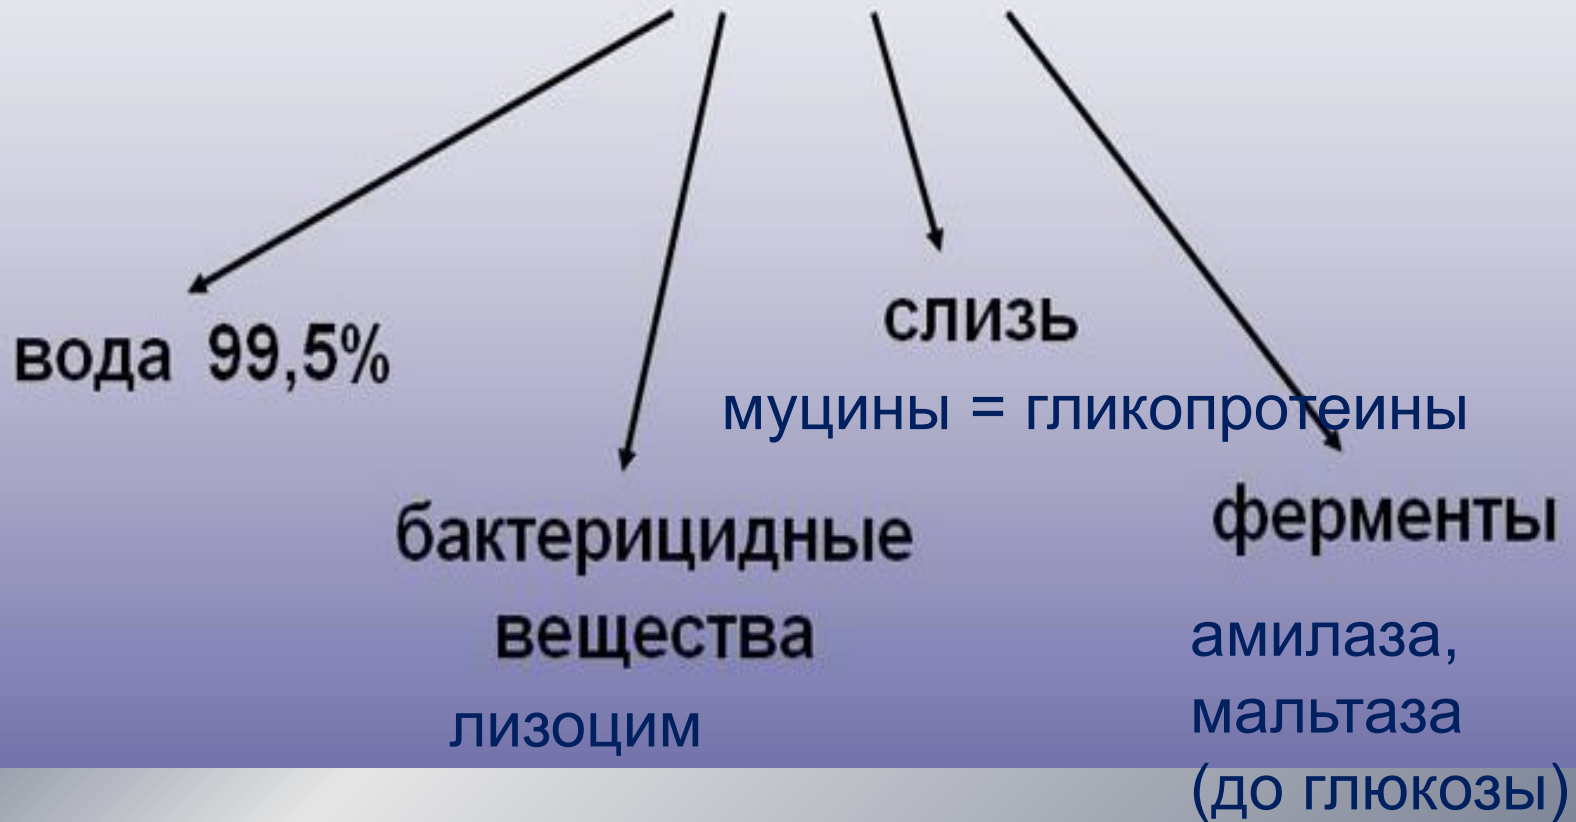 вода 99,5%
слизь
муцины = гликопротеины
бактерицидные
вещества
лизоцим
ферменты
амилаза,
мальтаза
(до глюкозы)